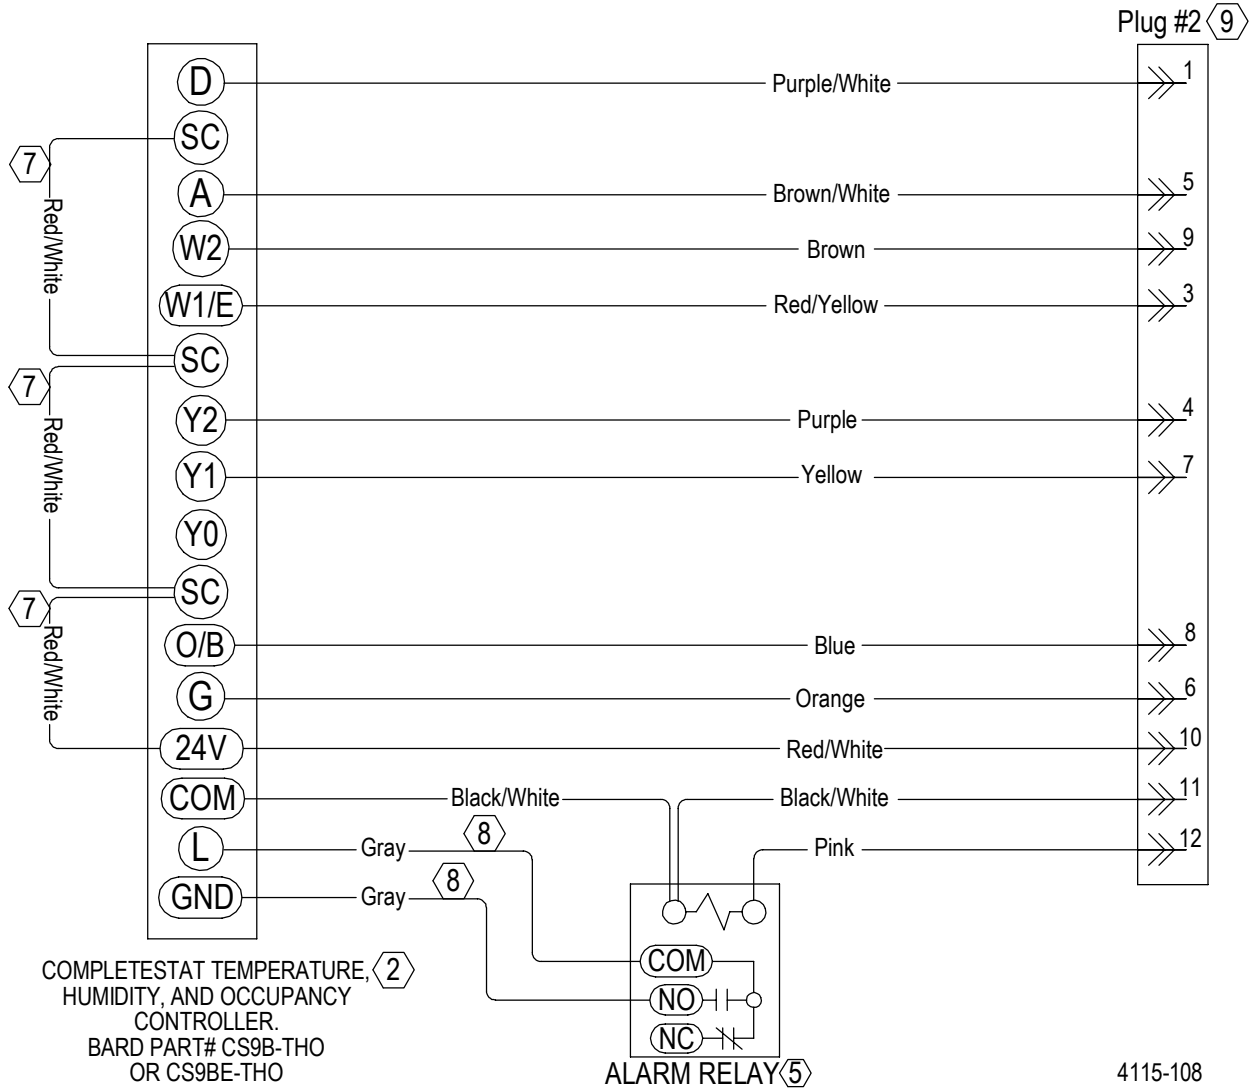 Plug #2 9
D Purple/White 1
SC
7
Red/White
A Brown/White 5
W2 Brown 9
W1/E Red/Yellow 3
SC
7
Red/White
Y2 Purple 4
Y1 Yellow 7
Y0
SC
7
Red/White
O/B Blue 8
G Orange 6
24V Red/White 10
COM Black/White Black/White 11
L Gray 8 Pink 12
GND Gray 8
COM
NO
NC
ALARM RELAY 5
COMPLETESTAT TEMPERATURE, 2
HUMIDITY, AND OCCUPANCY
CONTROLLER.
BARD PART# CS9B-THO
OR CS9BE-THO
4115-108